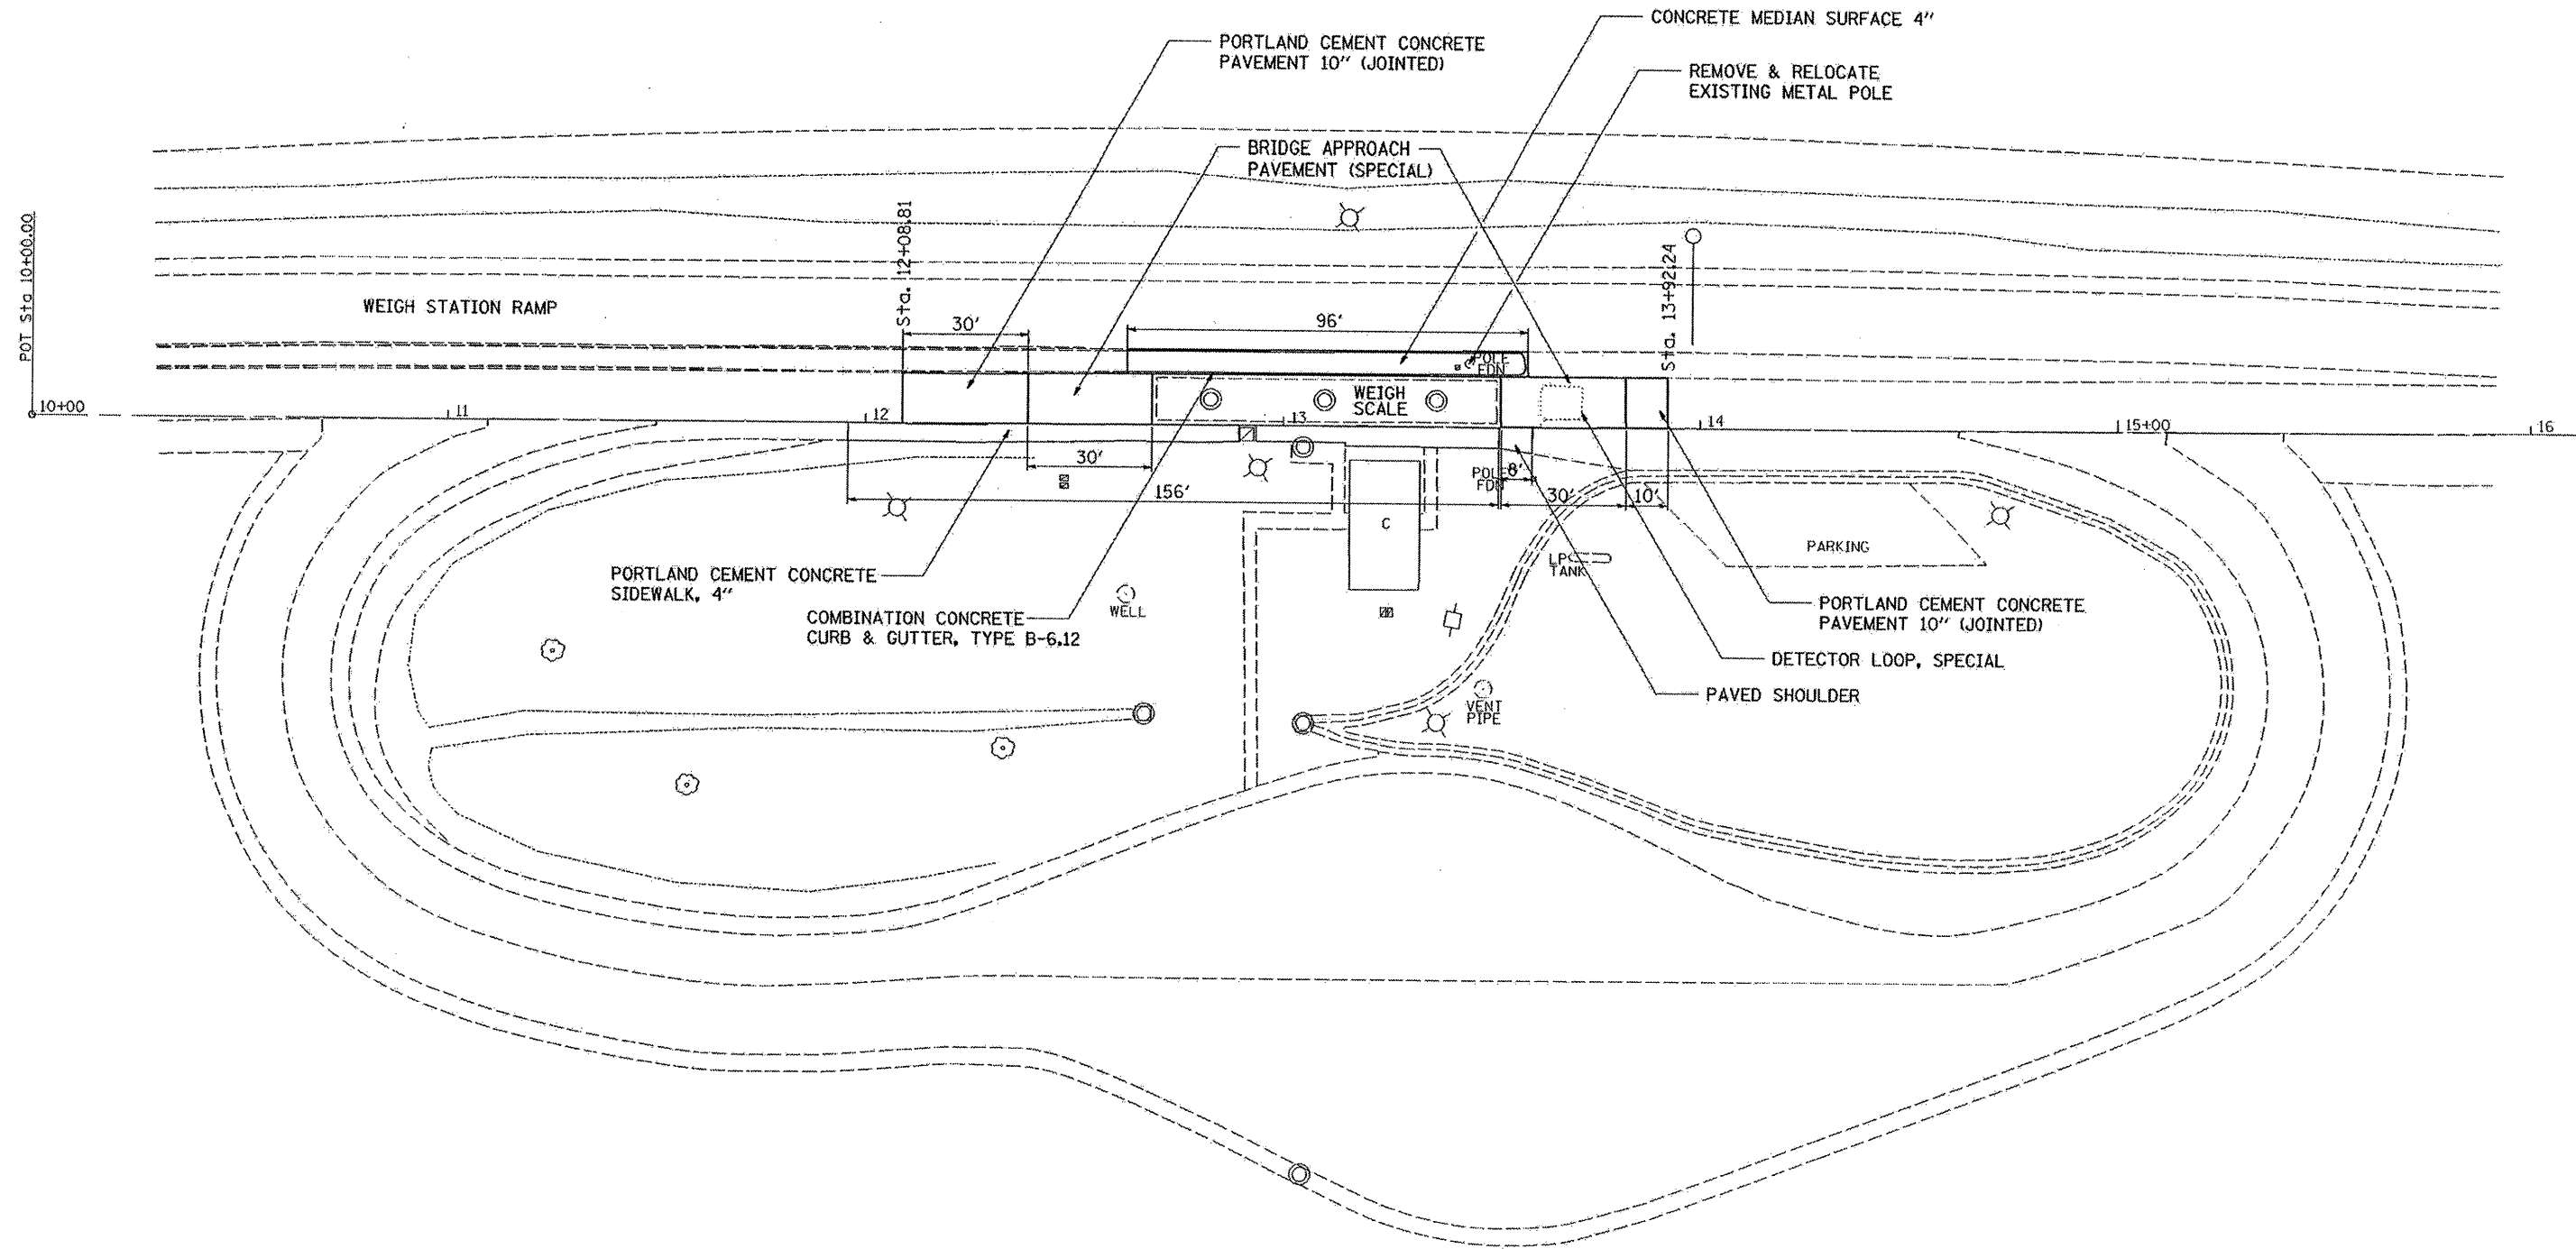 CONCRETE MEDIAN SURFACE 4"
PORTLAND CEMENT CONCRETE
PAVEMENT 10" (JOINTED)
REMOVE & RELOCATE
EXISTING METAL POLE
BRIDGE APPROACH
PAVEMENT (SPECIAL)
POT Sta 10+00.00
Sta. 12+08.81
Sta. 13+92.24
WEIGH STATION RAMP
30'
96'
POLE
FDN
WEIGH
SCALE
10+00
11
12
13
14
15+00
16
30'
POLE
FDN
8'
156'
30'
10'
C
PARKING
LP
TANK
PORTLAND CEMENT CONCRETE
SIDEWALK, 4"
WELL
COMBINATION CONCRETE
CURB & GUTTER, TYPE B-6.12
PORTLAND CEMENT CONCRETE
PAVEMENT 10" (JOINTED)
DETECTOR LOOP, SPECIAL
PAVED SHOULDER
VENT
PIPE